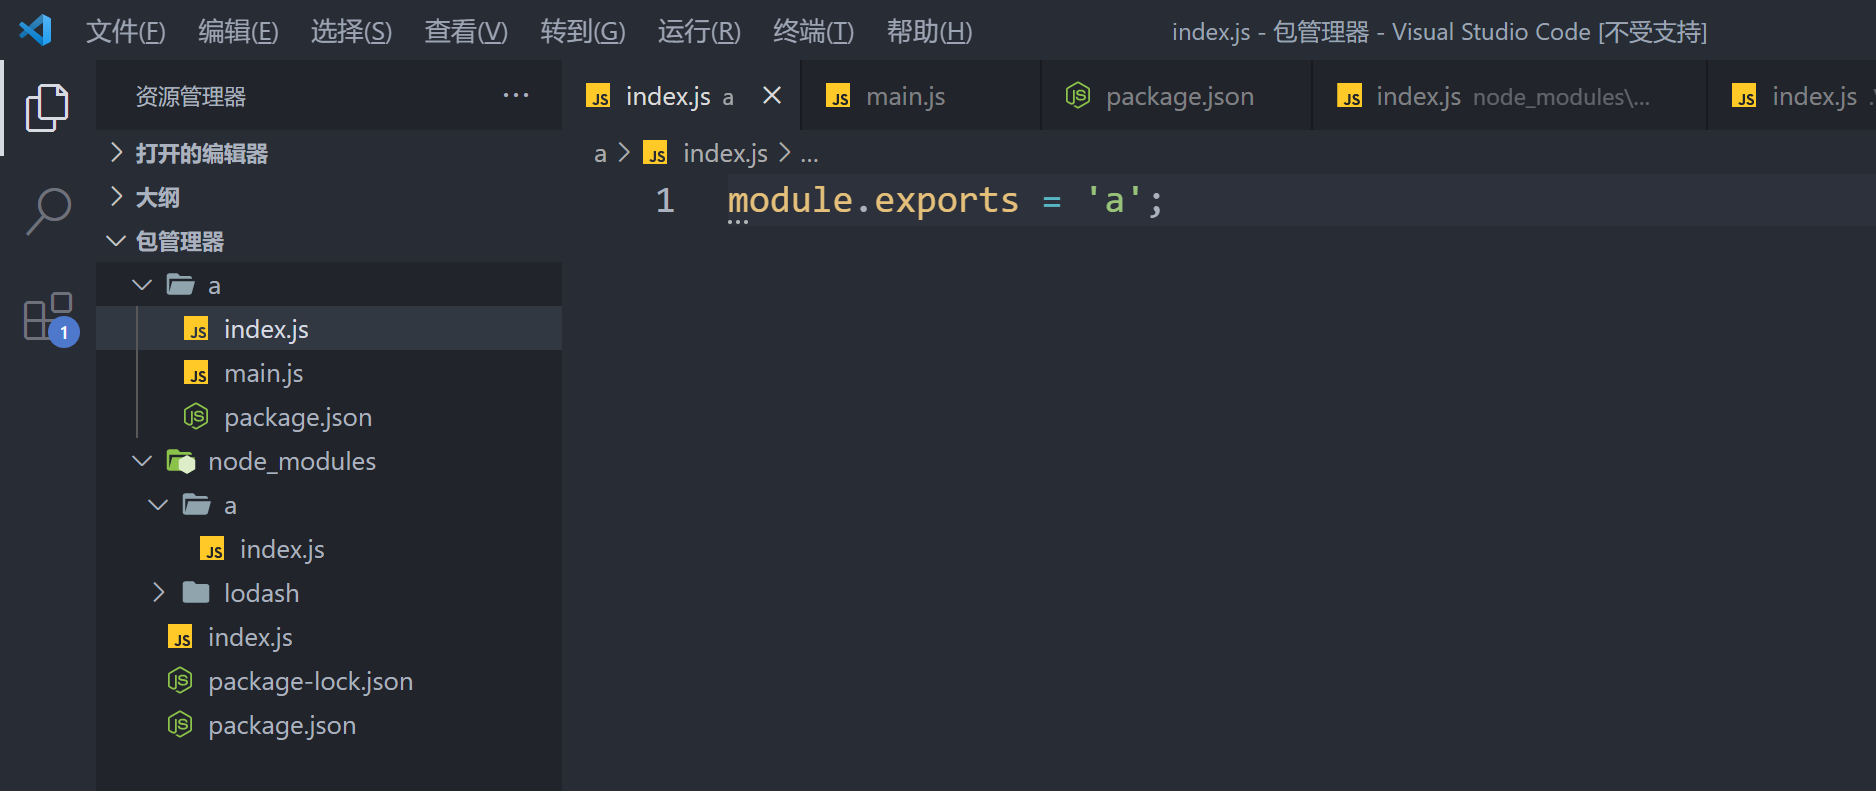 文件(F) 编辑(E) 选择(S) 查看(V) 转到(G) 运行(R) 终端(T) 帮助(H) index.js - 包管理器 - Visual Studio Code [不受支持]
资源管理器 ···
JS index.js a JS main.js JS package.json JS index.js node_modules\... JS index.js
打开的编辑器
大纲
包管理器
a
JS index.js
JS main.js
JS package.json
node_modules
a
JS index.js
lodash
JS index.js
JS package-lock.json
JS package.json
1
a > JS index.js > ...
1 module.exports = 'a';